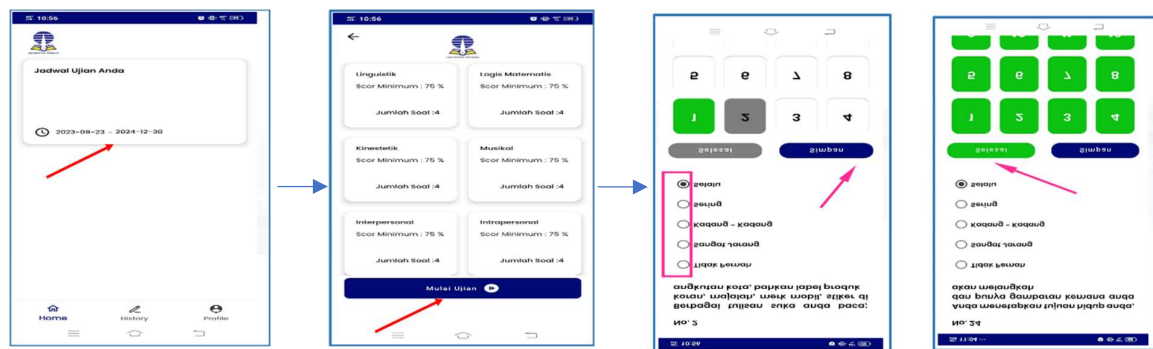 10:56
Jadwal Ujian Anda
2023-09-23 - 2024-12-30
Home
History
Profile
10:56
Linguistik
Scor Minimum : 75 %
Jumlah Soal :4
Logis Matematis
Scor Minimum : 75 %
Jumlah Soal :4
Kinestetik
Scor Minimum : 75 %
Jumlah Soal :4
Musikal
Scor Minimum : 75 %
Jumlah Soal :4
Interpersonal
Scor Minimum : 75 %
Jumlah Soal :4
Intrapersonal
Scor Minimum : 75 %
Jumlah Soal :4
Mulai Ujian
10:56
No. 2
Berbagai tulisan suka anda baca:
koran, majalah, merk mobil, stiker di
angkutan kota, bahkan label produk
Tidak Pernah
Sangat Jarang
Kadang - Kadang
Sering
Selalu
Selesai
Simpan
1 2 3 4
5 6 7 8
11:04
No. 24
Anda menetapkan tujuan hidup anda,
dan punya gambaran kemana anda
akan melangkah
Tidak Pernah
Sangat Jarang
Kadang - Kadang
Sering
Selalu
Selesai
Simpan
1 2 3 4
5 6 7 8